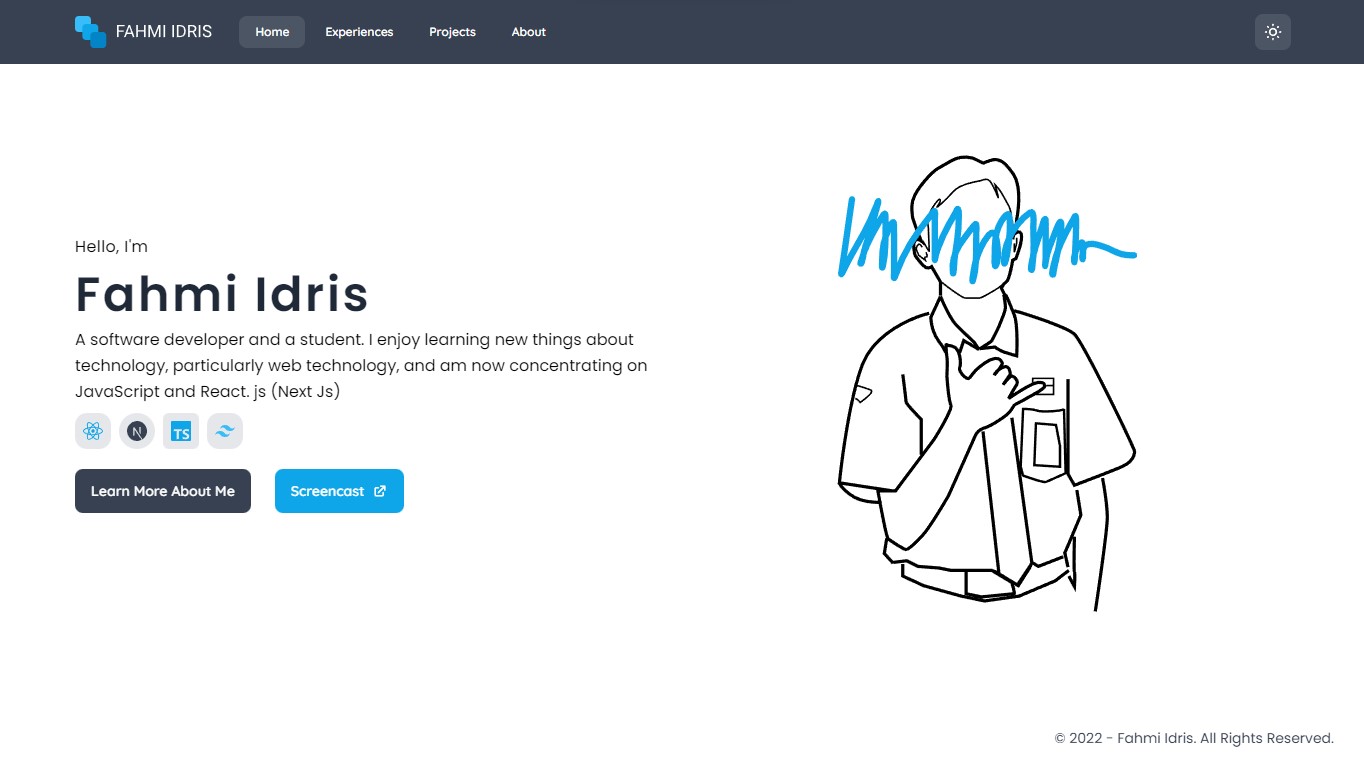 FAHMI IDRIS
Home
Experiences
Projects
About
Hello, I'm
Fahmi Idris
A software developer and a student. I enjoy learning new things about
technology, particularly web technology, and am now concentrating on
JavaScript and React. js (Next Js)
N
TS
Learn More About Me
Screencast
© 2022 - Fahmi Idris. All Rights Reserved.